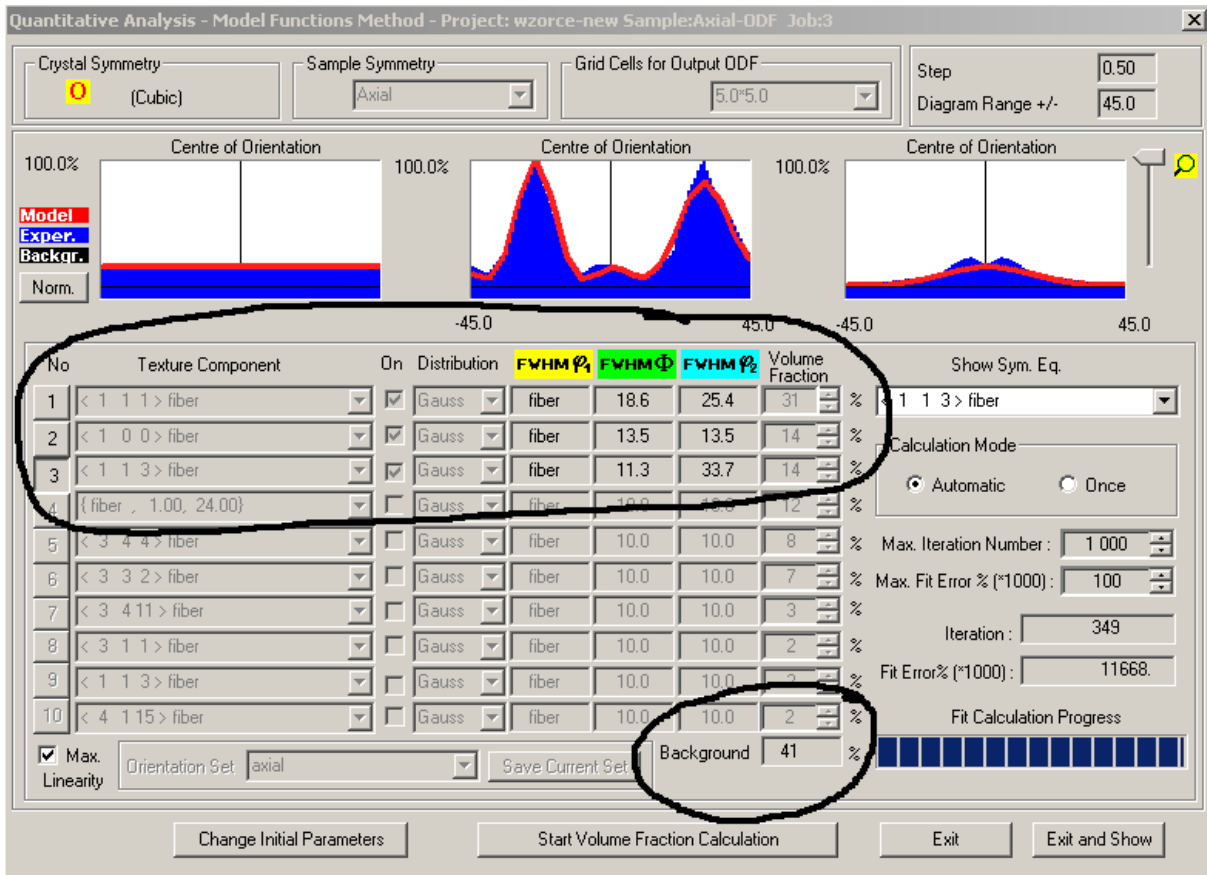 Quantitative Analysis - Model Functions Method - Project: wzorce-new Sample:Axial-ODF Job:3
Crystal Symmetry
O (Cubic)
Sample Symmetry
Axial
Grid Cells for Output ODF
5.0*5.0
Step 0.50
Diagram Range +/- 45.0
Centre of Orientation
Centre of Orientation
Centre of Orientation
100.0%
100.0%
100.0%
Model
Exper.
Backgr.
Norm.
-45.0 45.0 -45.0 45.0
No Texture Component On Distribution FWHM φ1 FWHM Φ FWHM φ2 Volume Fraction
1 < 1 1 1 > fiber Gauss fiber 18.6 25.4 31 %
2 < 1 0 0 > fiber Gauss fiber 13.5 13.5 14 %
3 < 1 1 3 > fiber Gauss fiber 11.3 33.7 14 %
4 { fiber , 1.00, 24.00} Gauss fiber 12 %
5 < 3 4 4 > fiber Gauss fiber 10.0 10.0 8 %
6 < 3 3 2 > fiber Gauss fiber 10.0 10.0 7 %
7 < 3 4 11 > fiber Gauss fiber 10.0 10.0 3 %
8 < 3 1 1 > fiber Gauss fiber 10.0 10.0 2 %
9 < 1 1 3 > fiber Gauss fiber 10.0 10.0 2 %
10 < 4 1 15 > fiber Gauss fiber 10.0 10.0 2 %
Background 41 %
Max. Linearity
Orientation Set axial
Save Current Set
Show Sym. Eq.
< 1 1 3 > fiber
Calculation Mode
Automatic Once
Max. Iteration Number : 1 000
Max. Fit Error % (*1000) : 100
Iteration : 349
Fit Error% (*1000) : 11668.
Fit Calculation Progress
Change Initial Parameters
Start Volume Fraction Calculation
Exit
Exit and Show